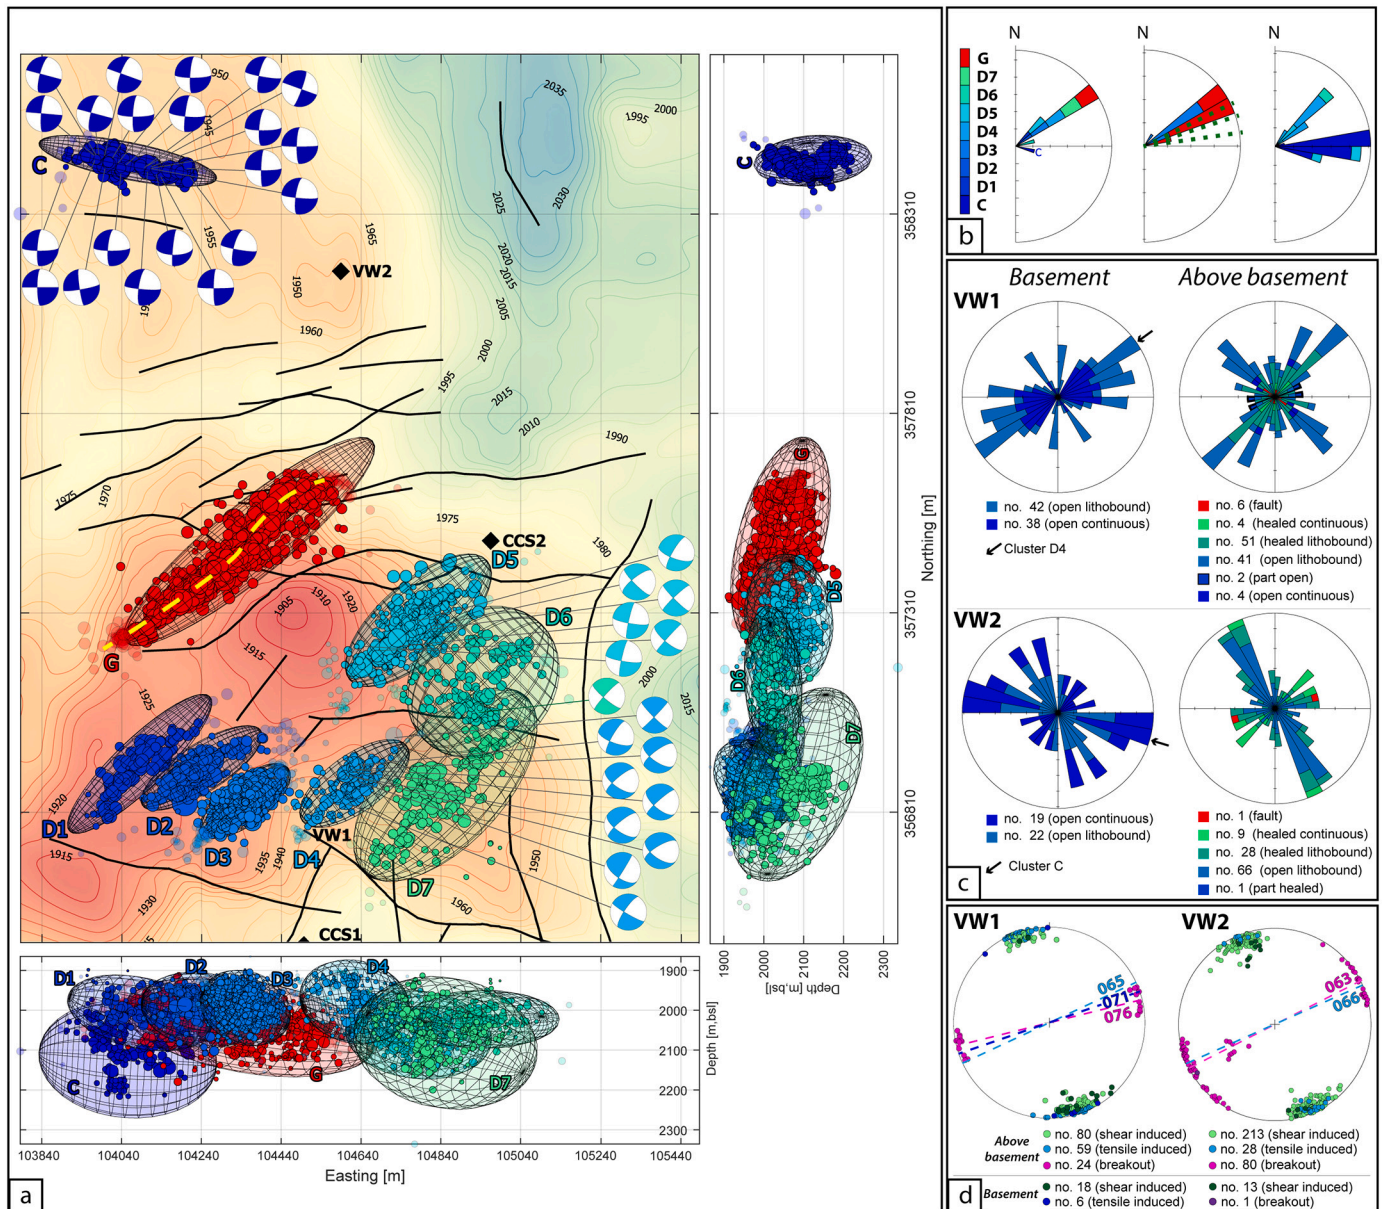 C
950
1945
1955
1965
1950
1960
VW2
2035
2000
1995
2030
2025
2020
2015
2005
2000
1995
2015
2010
1990
1975
1970
1975
CCS2
1980
D5
D6
1905
1910
1920
1915
G
1925
2000
2015
1920
D1
D2
D3
D4
VW1
D7
1915
1935
1940
1950
1930
1960
CCS1
C
G
D5
D6
D7
358310
357810
357310
356810
Northing [m]
1900
2000
2100
2200
2300
Depth [m,bsl]
D1
D2
D3
D4
C
G
D7
1900
2000
2100
2200
2300
Depth [m,bsl]
103840
104040
104240
104440
104640
104840
105040
105240
105440
Easting [m]
a
N
N
N
G
D7
D6
D5
D4
D3
D2
D1
C
C
b
Basement
Above basement
VW1
no. 42 (open lithobound)
no. 38 (open continuous)
Cluster D4
no. 6 (fault)
no. 4 (healed continuous)
no. 51 (healed lithobound)
no. 41 (open lithobound)
no. 2 (part open)
no. 4 (open continuous)
VW2
no. 19 (open continuous)
no. 22 (open lithobound)
Cluster C
no. 1 (fault)
no. 9 (healed continuous)
no. 28 (healed lithobound)
no. 66 (open lithobound)
no. 1 (part healed)
c
VW1
VW2
065
071
076
063
066
Above basement
no. 80 (shear induced)
no. 59 (tensile induced)
no. 24 (breakout)
no. 213 (shear induced)
no. 28 (tensile induced)
no. 80 (breakout)
Basement
no. 18 (shear induced)
no. 6 (tensile induced)
no. 13 (shear induced)
no. 1 (breakout)
d